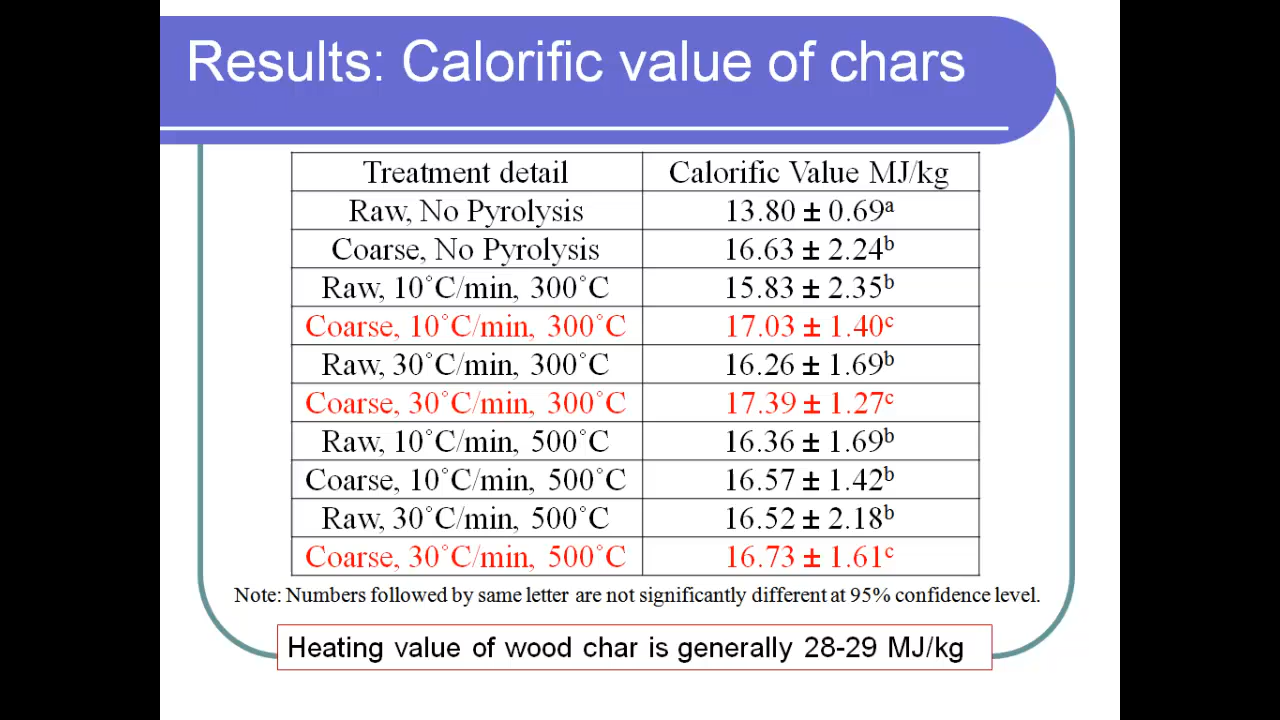 Results: Calorific value of chars
Treatment detail Calorific Value MJ/kg
Raw, No Pyrolysis 13.80 ± 0.69ᵃ
Coarse, No Pyrolysis 16.63 ± 2.24ᵇ
Raw, 10˚C/min, 300˚C 15.83 ± 2.35ᵇ
Coarse, 10˚C/min, 300˚C 17.03 ± 1.40ᶜ
Raw, 30˚C/min, 300˚C 16.26 ± 1.69ᵇ
Coarse, 30˚C/min, 300˚C 17.39 ± 1.27ᶜ
Raw, 10˚C/min, 500˚C 16.36 ± 1.69ᵇ
Coarse, 10˚C/min, 500˚C 16.57 ± 1.42ᵇ
Raw, 30˚C/min, 500˚C 16.52 ± 2.18ᵇ
Coarse, 30˚C/min, 500˚C 16.73 ± 1.61ᶜ
Note: Numbers followed by same letter are not significantly different at 95% confidence level.
Heating value of wood char is generally 28-29 MJ/kg